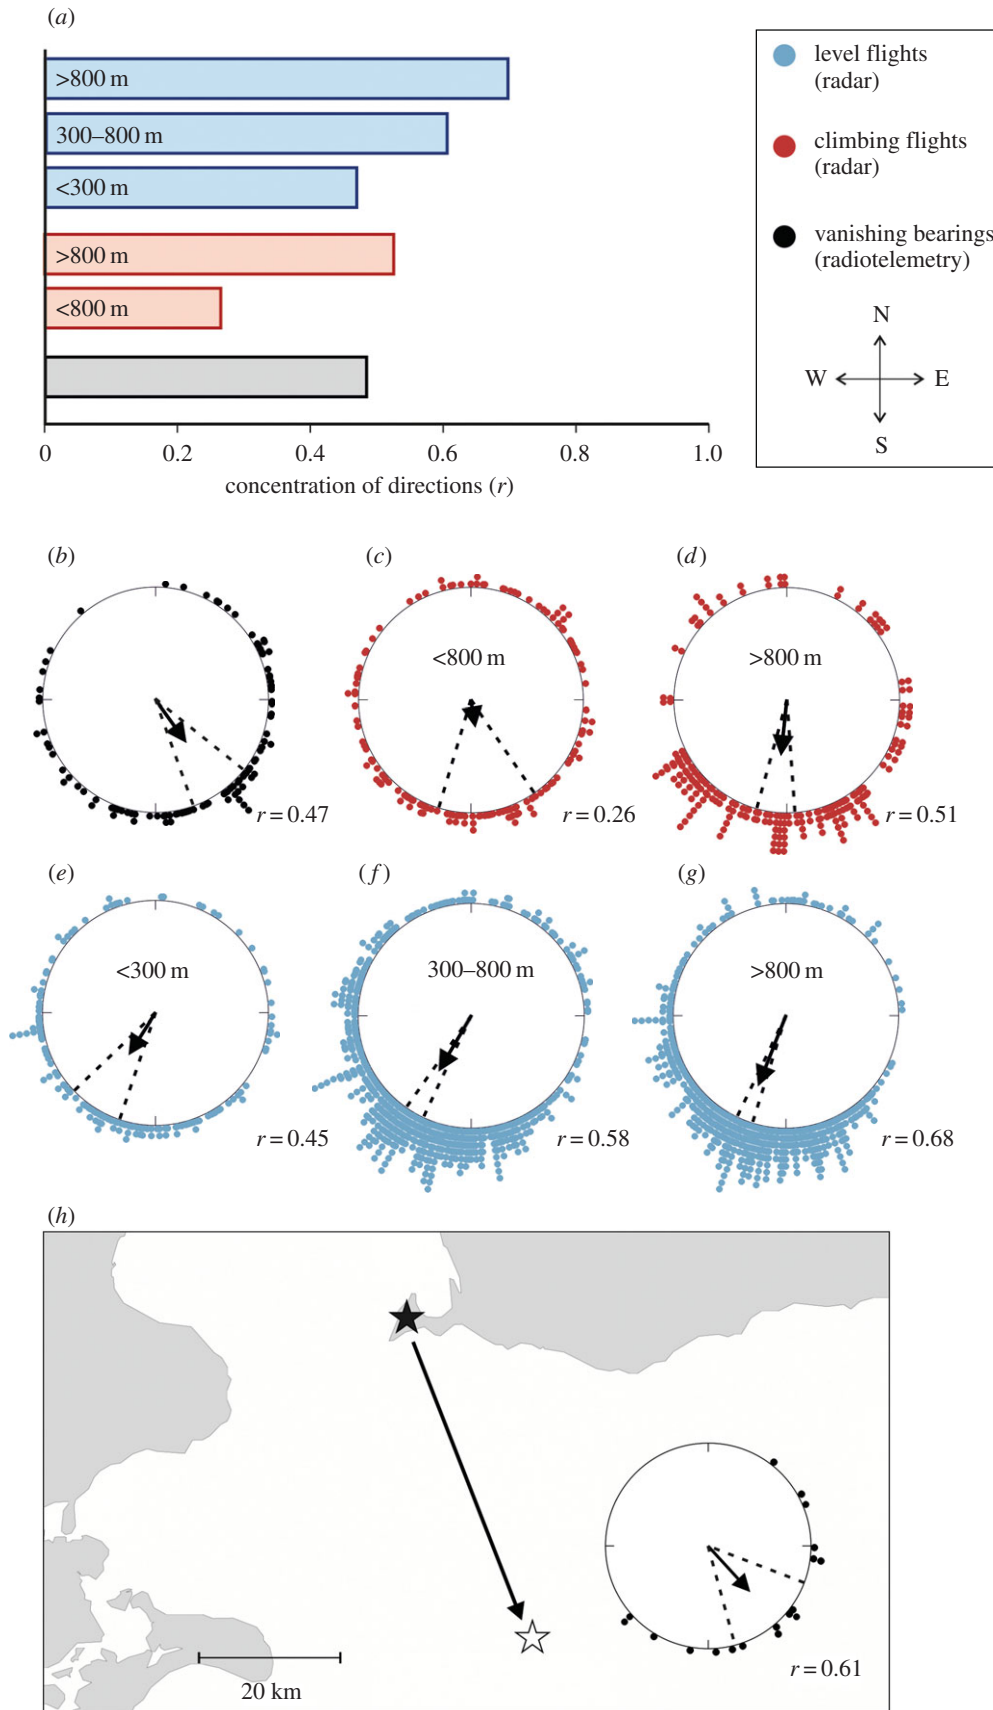 (a)
>800 m
300–800 m
<300 m
>800 m
<800 m
0 0.2 0.4 0.6 0.8 1.0
concentration of directions (r)
level flights
(radar)
climbing flights
(radar)
vanishing bearings
(radiotelemetry)
N
W E
S
(b)
r = 0.47
(c)
<800 m
r = 0.26
(d)
>800 m
r = 0.51
(e)
<300 m
r = 0.45
(f)
300–800 m
r = 0.58
(g)
>800 m
r = 0.68
(h)
20 km
r = 0.61